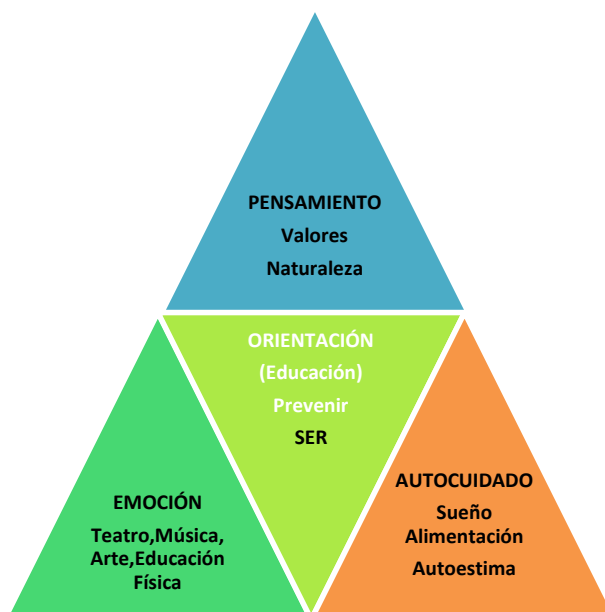 PENSAMIENTO
Valores
Naturaleza
ORIENTACIÓN
(Educación)
Prevenir
SER
EMOCIÓN
Teatro,Música,
Arte,Educación
Física
AUTOCUIDADO
Sueño
Alimentación
Autoestima